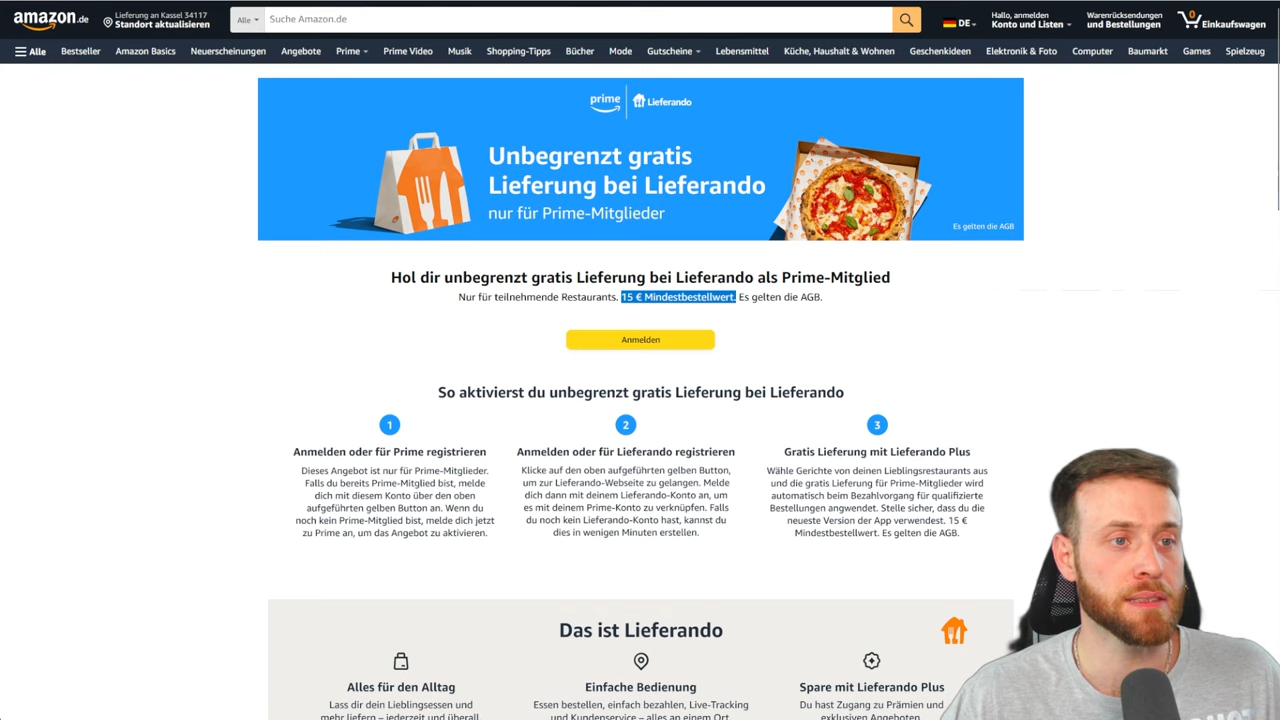 amazon.de
Lieferung an Kassel 34117
Standort aktualisieren
Alle
Suche Amazon.de
DE
Hallo, anmelden
Konto und Listen
Warenrücksendungen
und Bestellungen
0
Einkaufswagen
Alle
Bestseller
Amazon Basics
Neuerscheinungen
Angebote
Prime
Prime Video
Musik
Shopping-Tipps
Bücher
Mode
Gutscheine
Lebensmittel
Küche, Haushalt & Wohnen
Geschenkideen
Elektronik & Foto
Computer
Baumarkt
Games
Spielzeug
prime
Lieferando
Unbegrenzt gratis
Lieferung bei Lieferando
nur für Prime-Mitglieder
Es gelten die AGB
Hol dir unbegrenzt gratis Lieferung bei Lieferando als Prime-Mitglied
Nur für teilnehmende Restaurants. 15 € Mindestbestellwert. Es gelten die AGB.
Anmelden
So aktivierst du unbegrenzt gratis Lieferung bei Lieferando
1
Anmelden oder für Prime registrieren
Dieses Angebot ist nur für Prime-Mitglieder.
Falls du bereits Prime-Mitglied bist, melde
dich mit diesem Konto über den oben
aufgeführten gelben Button an. Wenn du
noch kein Prime-Mitglied bist, melde dich jetzt
zu Prime an, um das Angebot zu aktivieren.
2
Anmelden oder für Lieferando registrieren
Klicke auf den oben aufgeführten gelben Button,
um zur Lieferando-Webseite zu gelangen. Melde
dich dann mit deinem Lieferando-Konto an, um
es mit deinem Prime-Konto zu verknüpfen. Falls
du noch kein Lieferando-Konto hast, kannst du
dies in wenigen Minuten erstellen.
3
Gratis Lieferung mit Lieferando Plus
Wähle Gerichte von deinen Lieblingsrestaurants aus
und die gratis Lieferung für Prime-Mitglieder wird
automatisch beim Bezahlvorgang für qualifizierte
Bestellungen angewendet. Stelle sicher, dass du die
neueste Version der App verwendest. 15 €
Mindestbestellwert. Es gelten die AGB.
Das ist Lieferando
Alles für den Alltag
Lass dir dein Lieblingsessen und
mehr liefern – jederzeit und überall
Einfache Bedienung
Essen bestellen, einfach bezahlen, Live-Tracking
und Kundenservice – alles an einem Ort
Spare mit Lieferando Plus
Du hast Zugang zu Prämien und
exklusiven Angeboten